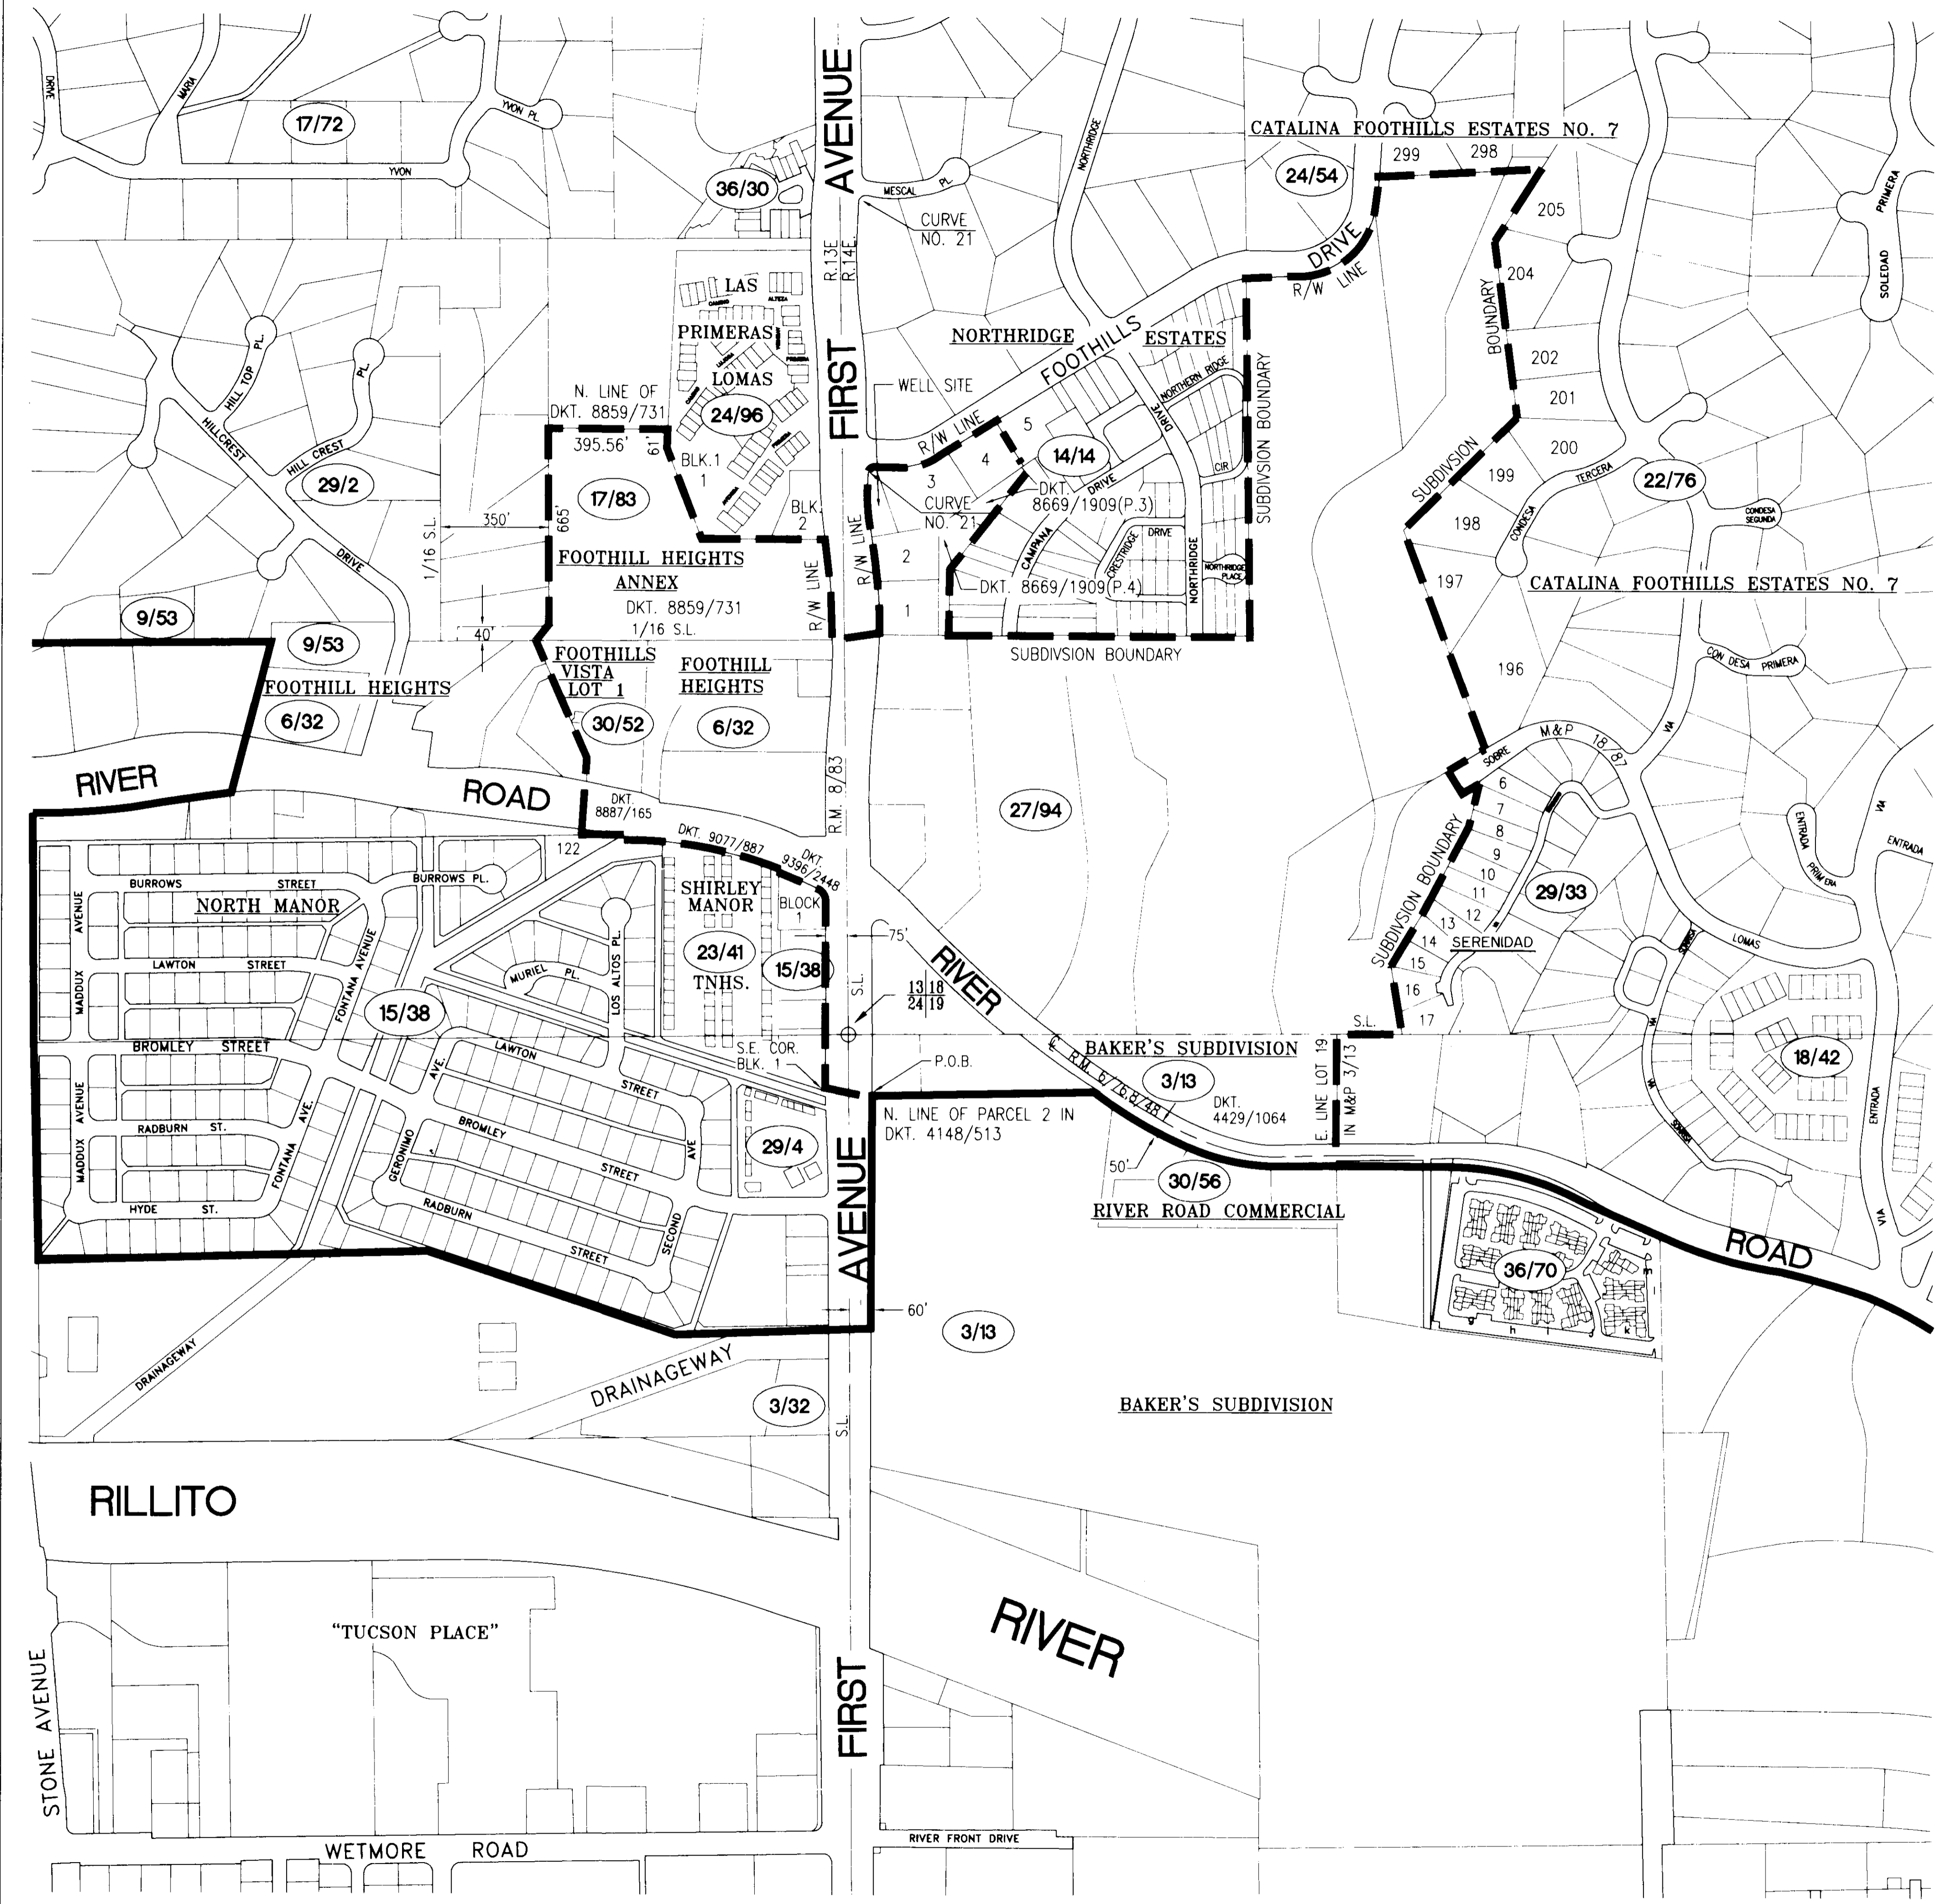 DRIVE
MARIA
17/72
YVON PL.
YVON
36/30
FIRST AVENUE
MESCAL PL
CURVE
NO. 21
R.13E
R.14E.
NORTHRIDGE
CATALINA FOOTHILLS ESTATES NO. 7
24/54
299
298
205
204
202
201
200
199
198
197
196
PRIMERA
SOLEDAD
DRIVE
R/W LINE
SUBDIVSION BOUNDARY
LAS
CAMINO
ALTEZA
PRIMERAS
PRIMERA
LOMAS
24/96
CAMINO
PRIMERA
AVENIDA
BLK.1
1
BLK.
2
NORTHRIDGE ESTATES
FOOTHILLS
WELL SITE
R/W LINE
5
4
3
2
1
14/14
NORTHERN RIDGE
DRIVE
CIR
DRIVE
CURVE
NO. 21
DKT.
8669/1909(P.3)
DKT. 8669/1909(P.4)
CAMPANA
CRESTRIDGE
DRIVE
NORTHRIDGE
NORTHRIDGE
PLACE
SUBDIVSION BOUNDARY
SUBDIVSION BOUNDARY
R/W LINE
R/W LINE
N. LINE OF
DKT. 8859/731
395.56'
61'
17/83
665'
350'
1/16 S.L.
FOOTHILL HEIGHTS
ANNEX
DKT. 8859/731
1/16 S.L.
40'
HILL TOP PL.
HILL CREST PL.
HILLCREST
29/2
DRIVE
9/53
9/53
FOOTHILL HEIGHTS
6/32
FOOTHILLS
VISTA
LOT 1
30/52
FOOTHILL
HEIGHTS
6/32
R.M. 8/83
22/76
TERCERA
CONDESA
CONDESA
SEGUNDA
CATALINA FOOTHILLS ESTATES NO. 7
CON DESA PRIMERA
VIA
M&P 18/87
SOBRE
6
7
8
9
10
11
12
13
14
15
16
17
29/33
SERENIDAD
SUBDIVSION BOUNDARY
ENTRADA
PRIMERA
VIA
ENTRADA
LOMAS
SONRISA
VIA
VIA
SONRISA
18/42
ENTRADA
VIA
RIVER ROAD
DKT.
8887/165
DKT. 9077/887
DKT.
9396/2448
122
27/94
BURROWS STREET
BURROWS PL.
NORTH MANOR
AVENUE
MADDUX
LAWTON STREET
FONTANA AVENUE
15/38
MURIEL PL.
LOS ALTOS PL.
SHIRLEY
MANOR
BLOCK
1
23/41
TNHS.
15/38
75'
S.L.
13 18
24 19
RIVER
BROMLEY STREET
LAWTON STREET
AVE.
S.E. COR.
BLK. 1
P.O.B.
BAKER'S SUBDIVISION
3/13
DKT.
4429/1064
S.L.
E. LINE LOT 19
IN M&P 3/13
N. LINE OF PARCEL 2 IN
DKT. 4148/513
50'
30/56
RIVER ROAD COMMERCIAL
AVENUE
MADDUX
RADBURN ST.
FONTANA AVE.
HYDE ST.
GERONIMO
BROMLEY STREET
RADBURN STREET
SECOND AVE
29/4
AVENUE
60'
3/13
ROAD
36/70
g h i j k l m
DRAINAGEWAY
DRAINAGEWAY
3/32
S.L.
BAKER'S SUBDIVISION
RILLITO RIVER
"TUCSON PLACE"
STONE AVENUE
FIRST
WETMORE ROAD
RIVER FRONT DRIVE